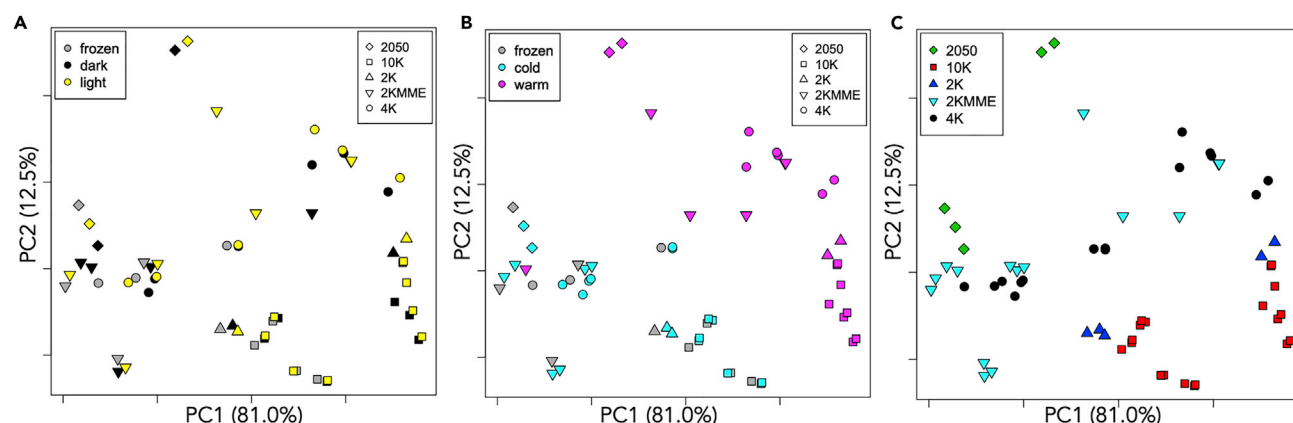 A
frozen
dark
light
2050
10K
2K
2KMME
4K
PC2 (12.5%)
PC1 (81.0%)
B
frozen
cold
warm
2050
10K
2K
2KMME
4K
PC2 (12.5%)
PC1 (81.0%)
C
2050
10K
2K
2KMME
4K
PC2 (12.5%)
PC1 (81.0%)